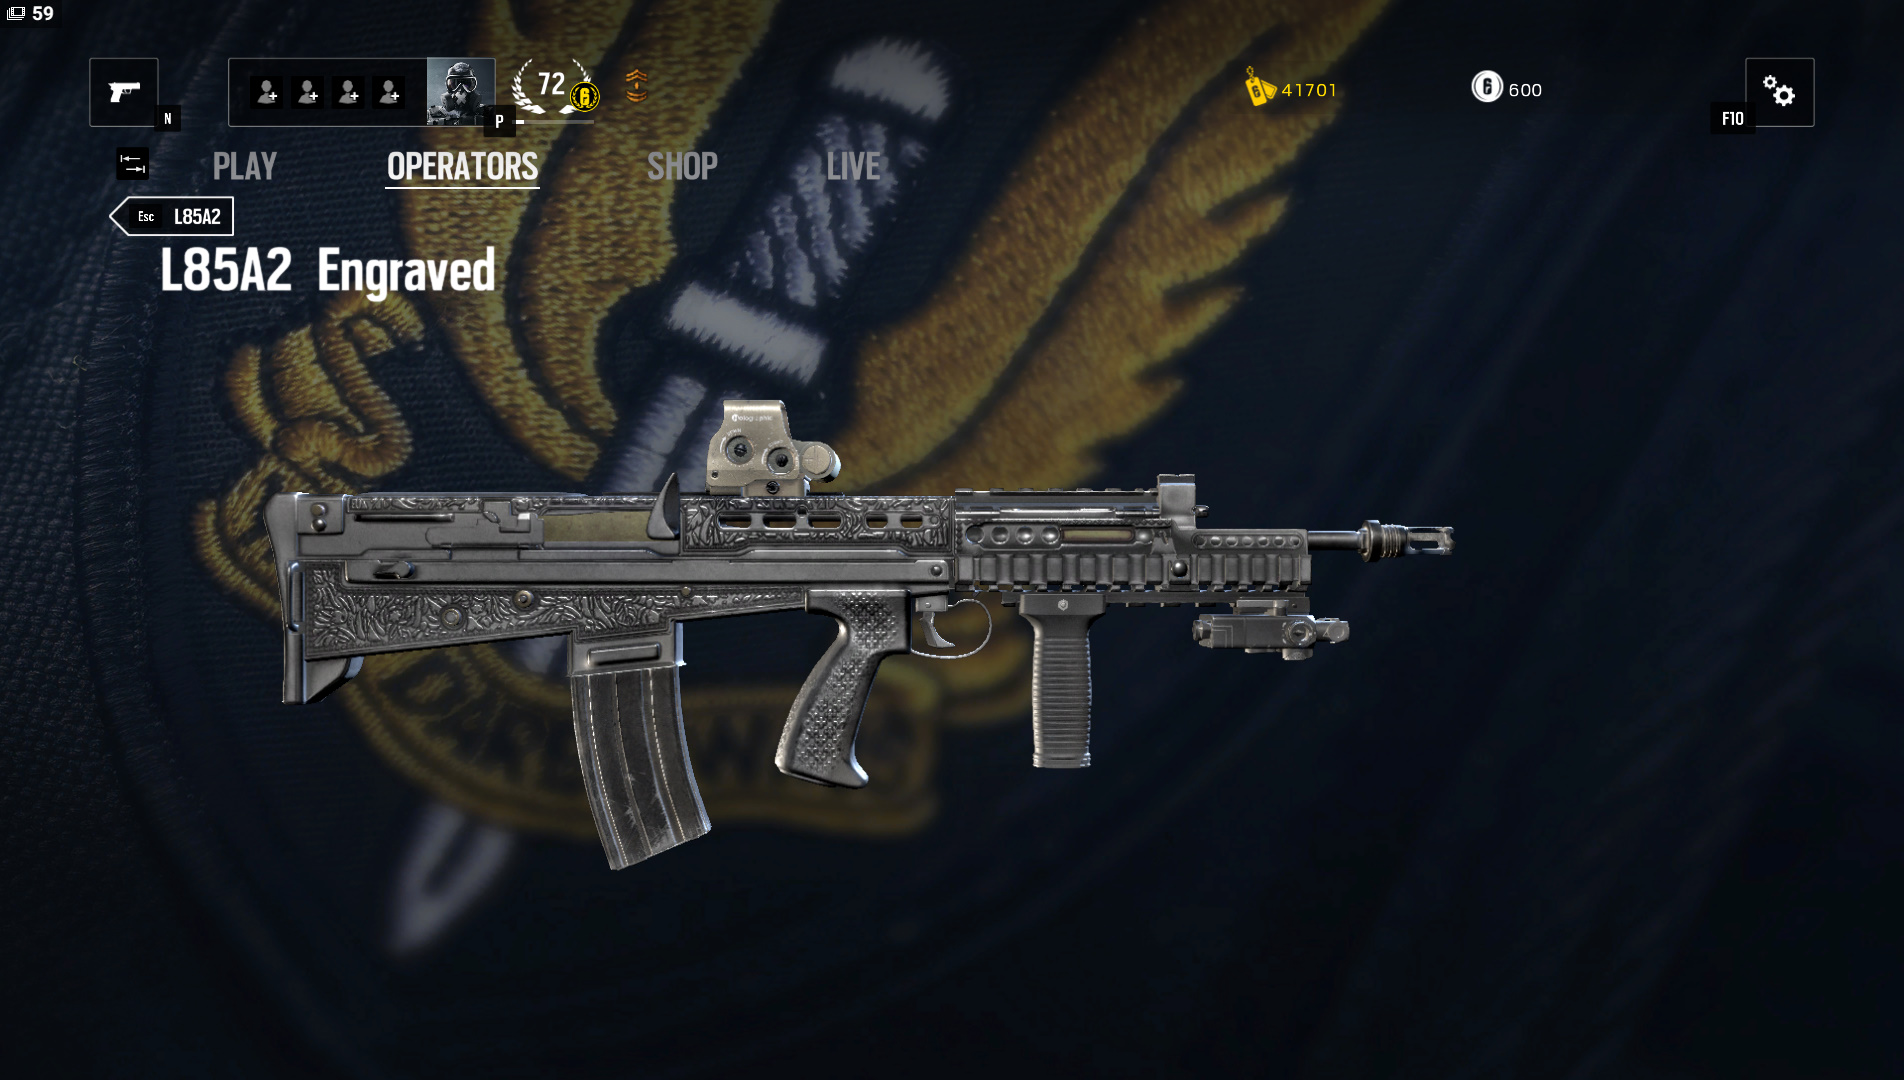 59
N
P
72
41701
600
F10
PLAY
OPERATORS
SHOP
LIVE
Esc L85A2
L85A2 Engraved